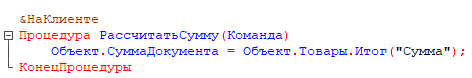 &НаКлиенте
Процедура РассчитатьСумму(Команда)
Объект.СуммаДокумента = Объект.Товары.Итог("Сумма");
КонецПроцедуры